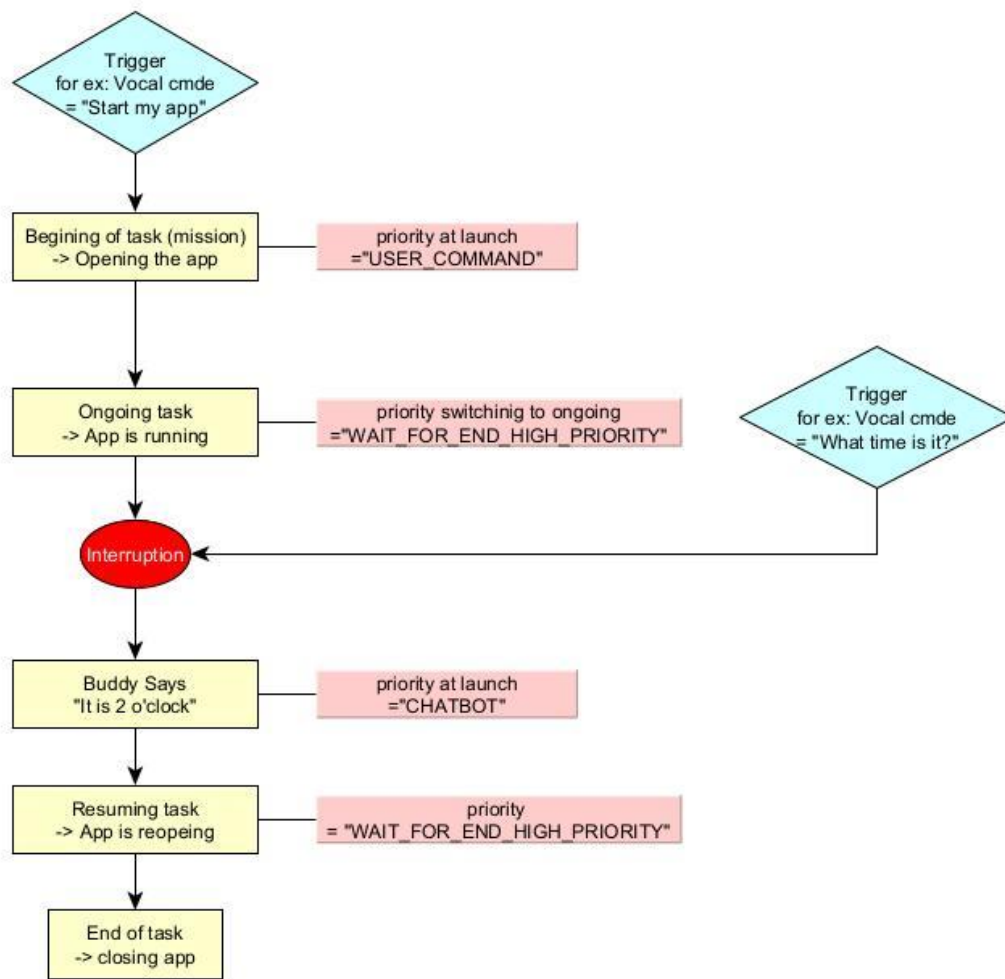 Trigger
for ex: Vocal cmde
= "Start my app"
Begining of task (mission)
-> Opening the app
priority at launch
="USER_COMMAND"
Ongoing task
-> App is running
priority switchinig to ongoing
="WAIT_FOR_END_HIGH_PRIORITY"
Trigger
for ex: Vocal cmde
= "What time is it?"
Interruption
Buddy Says
"It is 2 o'clock"
priority at launch
="CHATBOT"
Resuming task
-> App is reopeing
priority
= "WAIT_FOR_END_HIGH_PRIORITY"
End of task
-> closing app